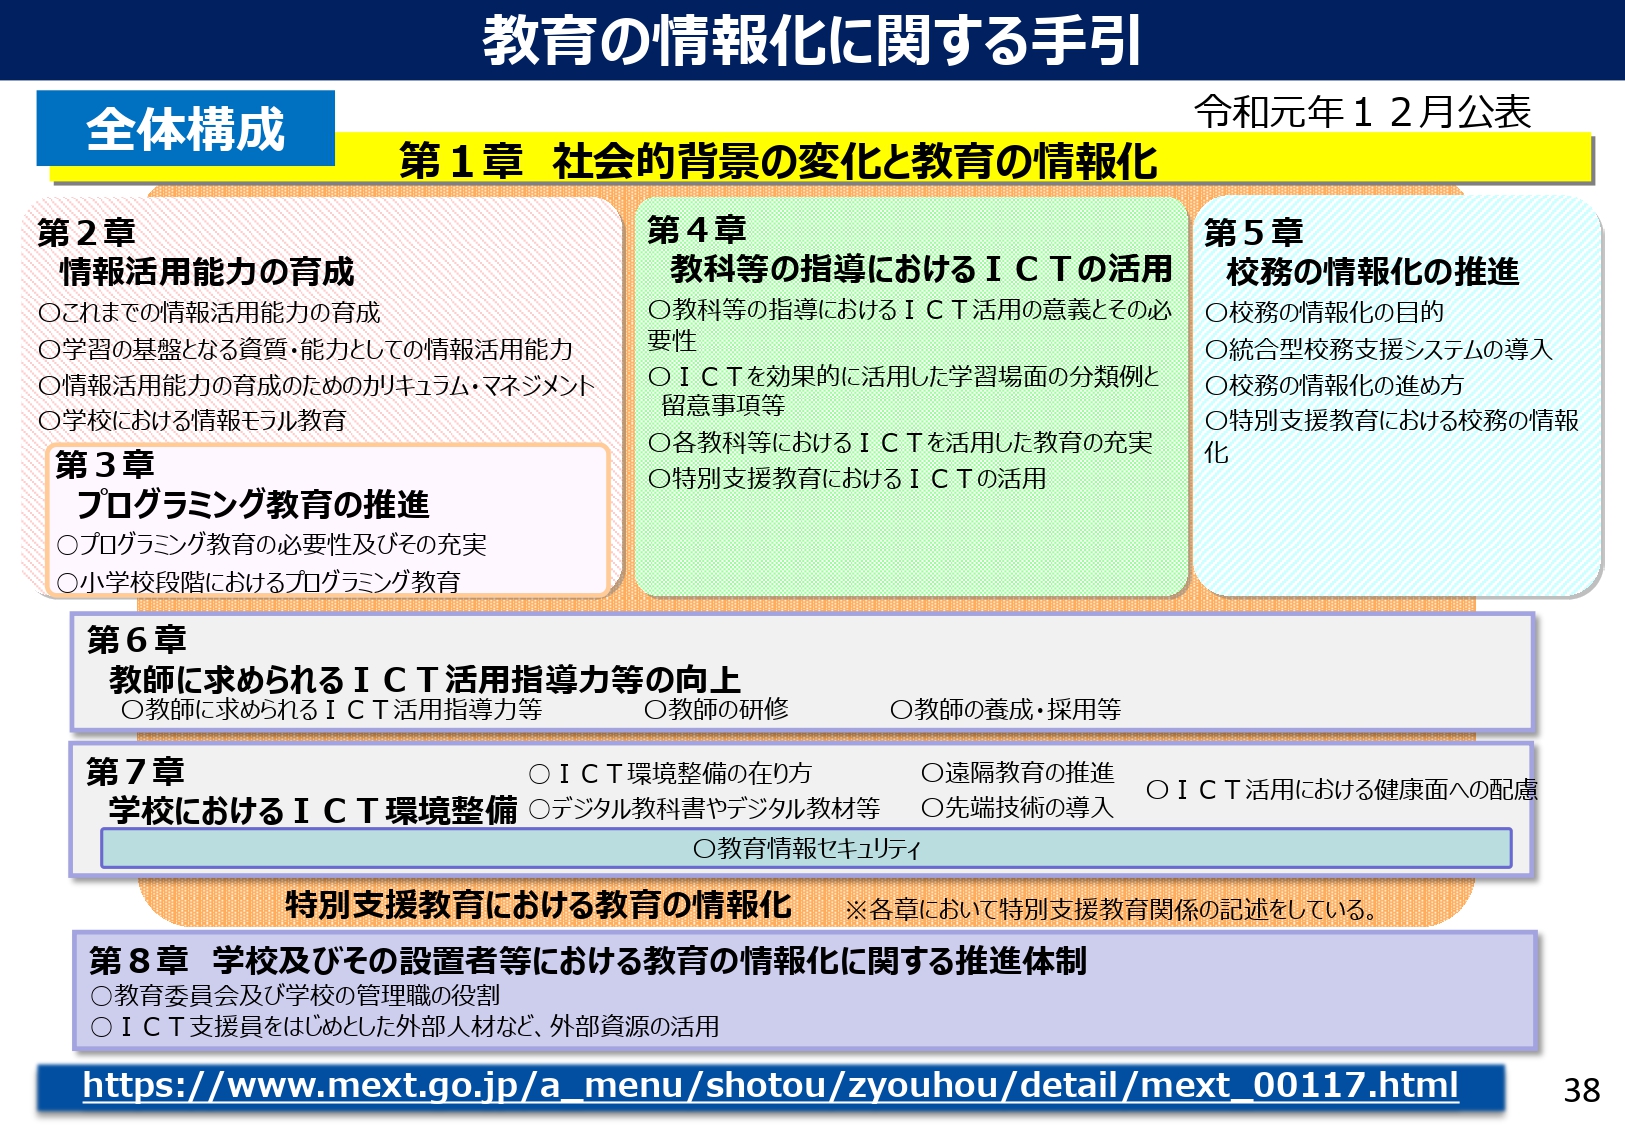 教育の情報化に関する手引
全体構成
令和元年１２月公表
第１章 社会的背景の変化と教育の情報化
第２章
情報活用能力の育成
○これまでの情報活用能力の育成
○学習の基盤となる資質・能力としての情報活用能力
○情報活用能力の育成のためのカリキュラム・マネジメント
○学校における情報モラル教育
第３章
プログラミング教育の推進
○プログラミング教育の必要性及びその充実
○小学校段階におけるプログラミング教育
第４章
教科等の指導におけるＩＣＴの活用
○教科等の指導におけるＩＣＴ活用の意義とその必
要性
○ＩＣＴを効果的に活用した学習場面の分類例と
留意事項等
○各教科等におけるＩＣＴを活用した教育の充実
○特別支援教育におけるＩＣＴの活用
第５章
校務の情報化の推進
○校務の情報化の目的
○統合型校務支援システムの導入
○校務の情報化の進め方
○特別支援教育における校務の情報
化
第６章
教師に求められるＩＣＴ活用指導力等の向上
○教師に求められるＩＣＴ活用指導力等 ○教師の研修 ○教師の養成・採用等
第７章
学校におけるＩＣＴ環境整備
○ＩＣＴ環境整備の在り方
○デジタル教科書やデジタル教材等
○遠隔教育の推進
○先端技術の導入
○ＩＣＴ活用における健康面への配慮
○教育情報セキュリティ
特別支援教育における教育の情報化 ※各章において特別支援教育関係の記述をしている。
第８章 学校及びその設置者等における教育の情報化に関する推進体制
○教育委員会及び学校の管理職の役割
○ＩＣＴ支援員をはじめとした外部人材など、外部資源の活用
https://www.mext.go.jp/a_menu/shotou/zyouhou/detail/mext_00117.html
38